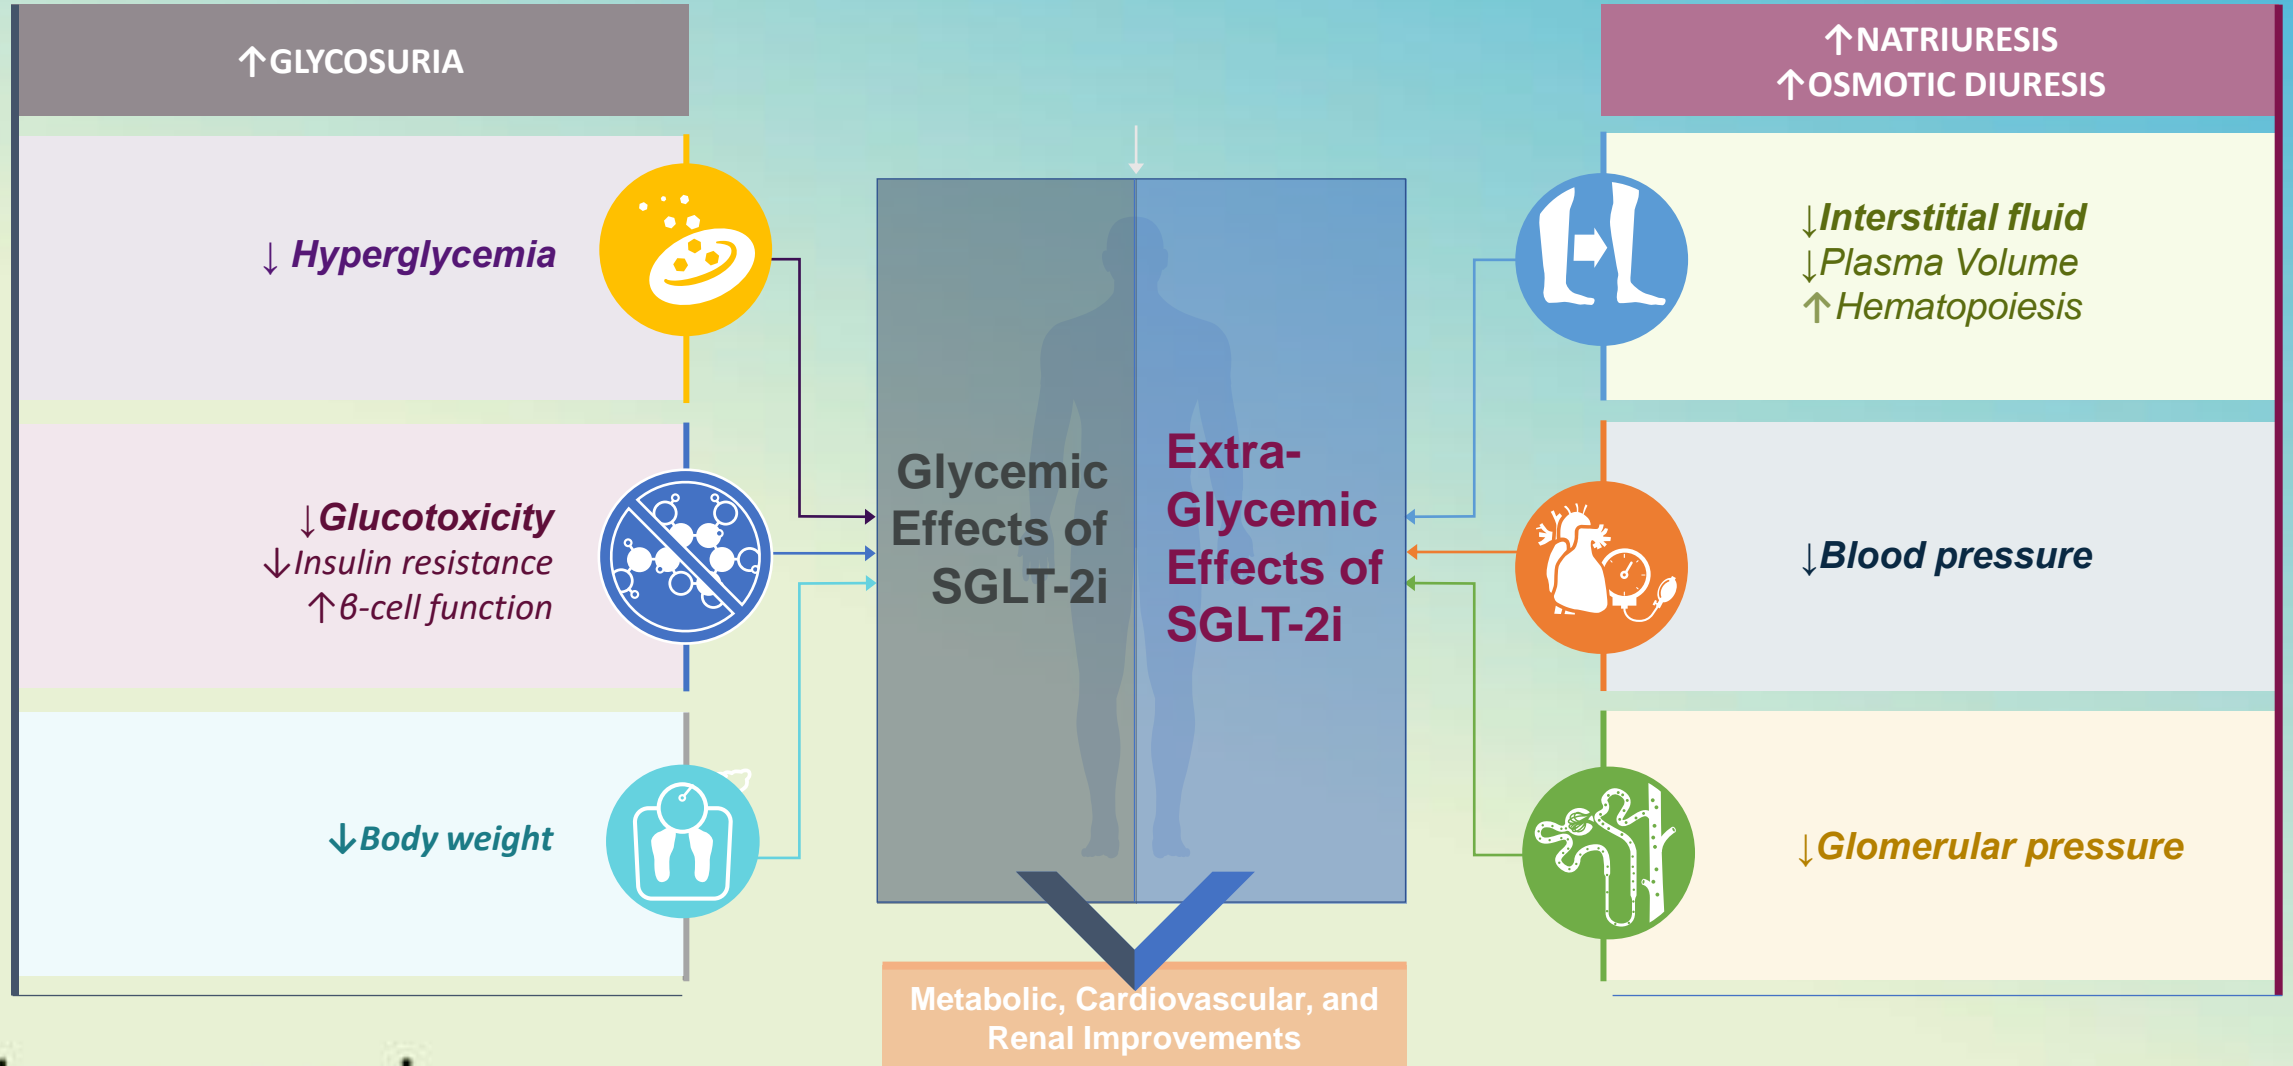 ↑GLYCOSURIA
↓ Hyperglycemia
↓Glucotoxicity
↓Insulin resistance
↑β-cell function
↓Body weight
Glycemic
Effects of
SGLT-2i
Extra-
Glycemic
Effects of
SGLT-2i
Metabolic, Cardiovascular, and
Renal Improvements
↑NATRIURESIS
↑OSMOTIC DIURESIS
↓Interstitial fluid
↓Plasma Volume
↑Hematopoiesis
↓Blood pressure
↓Glomerular pressure